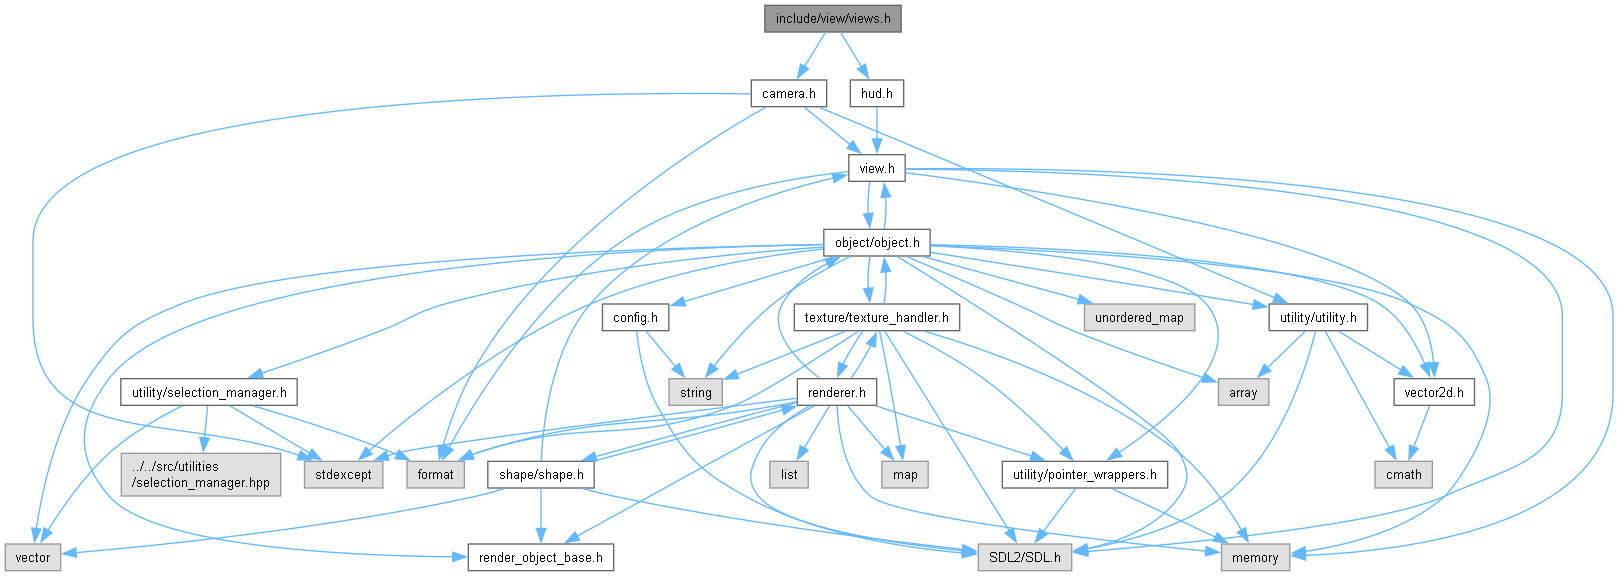 include/view/views.h
camera.h
hud.h
view.h
object/object.h
config.h
texture/texture_handler.h
unordered_map
utility/utility.h
utility/selection_manager.h
string
renderer.h
array
vector2d.h
../../src/utilities
/selection_manager.hpp
stdexcept
format
shape/shape.h
list
map
utility/pointer_wrappers.h
cmath
vector
render_object_base.h
SDL2/SDL.h
memory